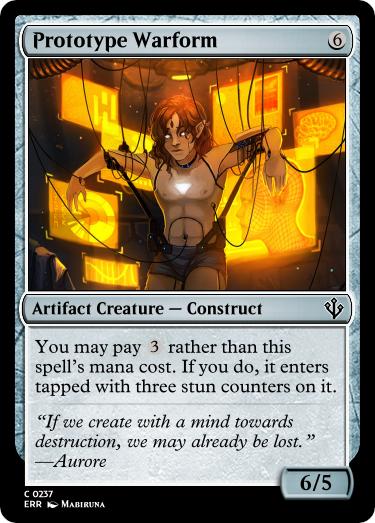 Prototype Warform 6
Artifact Creature — Construct
You may pay 3 rather than this
spell's mana cost. If you do, it enters
tapped with three stun counters on it.
“If we create with a mind towards
destruction, we may already be lost.”
—Aurore
6/5
C 0237
ERR Mabiruna